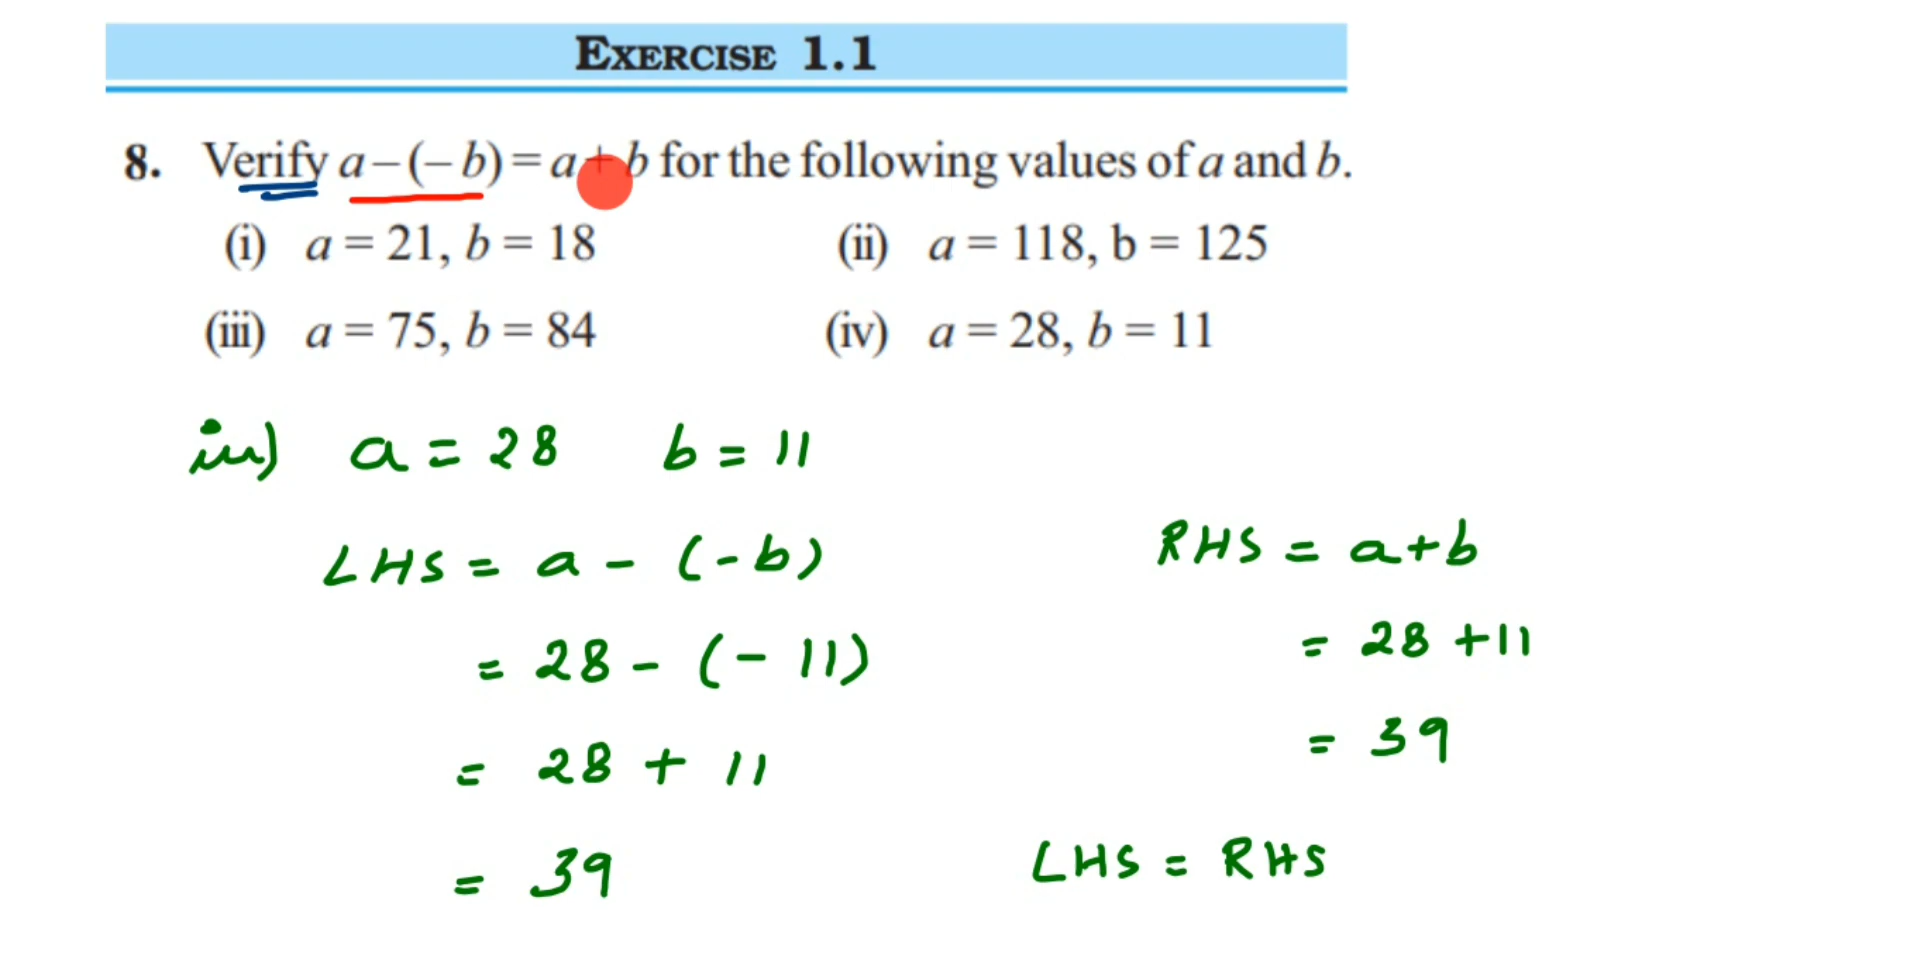 EXERCISE 1.1
8. Verify a – (– b) = a + b for the following values of a and b.
(i) a = 21, b = 18 (ii) a = 118, b = 125
(iii) a = 75, b = 84 (iv) a = 28, b = 11
iv) a = 28 b = 11
LHS = a - (-b) RHS = a+b
= 28 - (- 11) = 28 +11
= 28 + 11 = 39
= 39 LHS = RHS